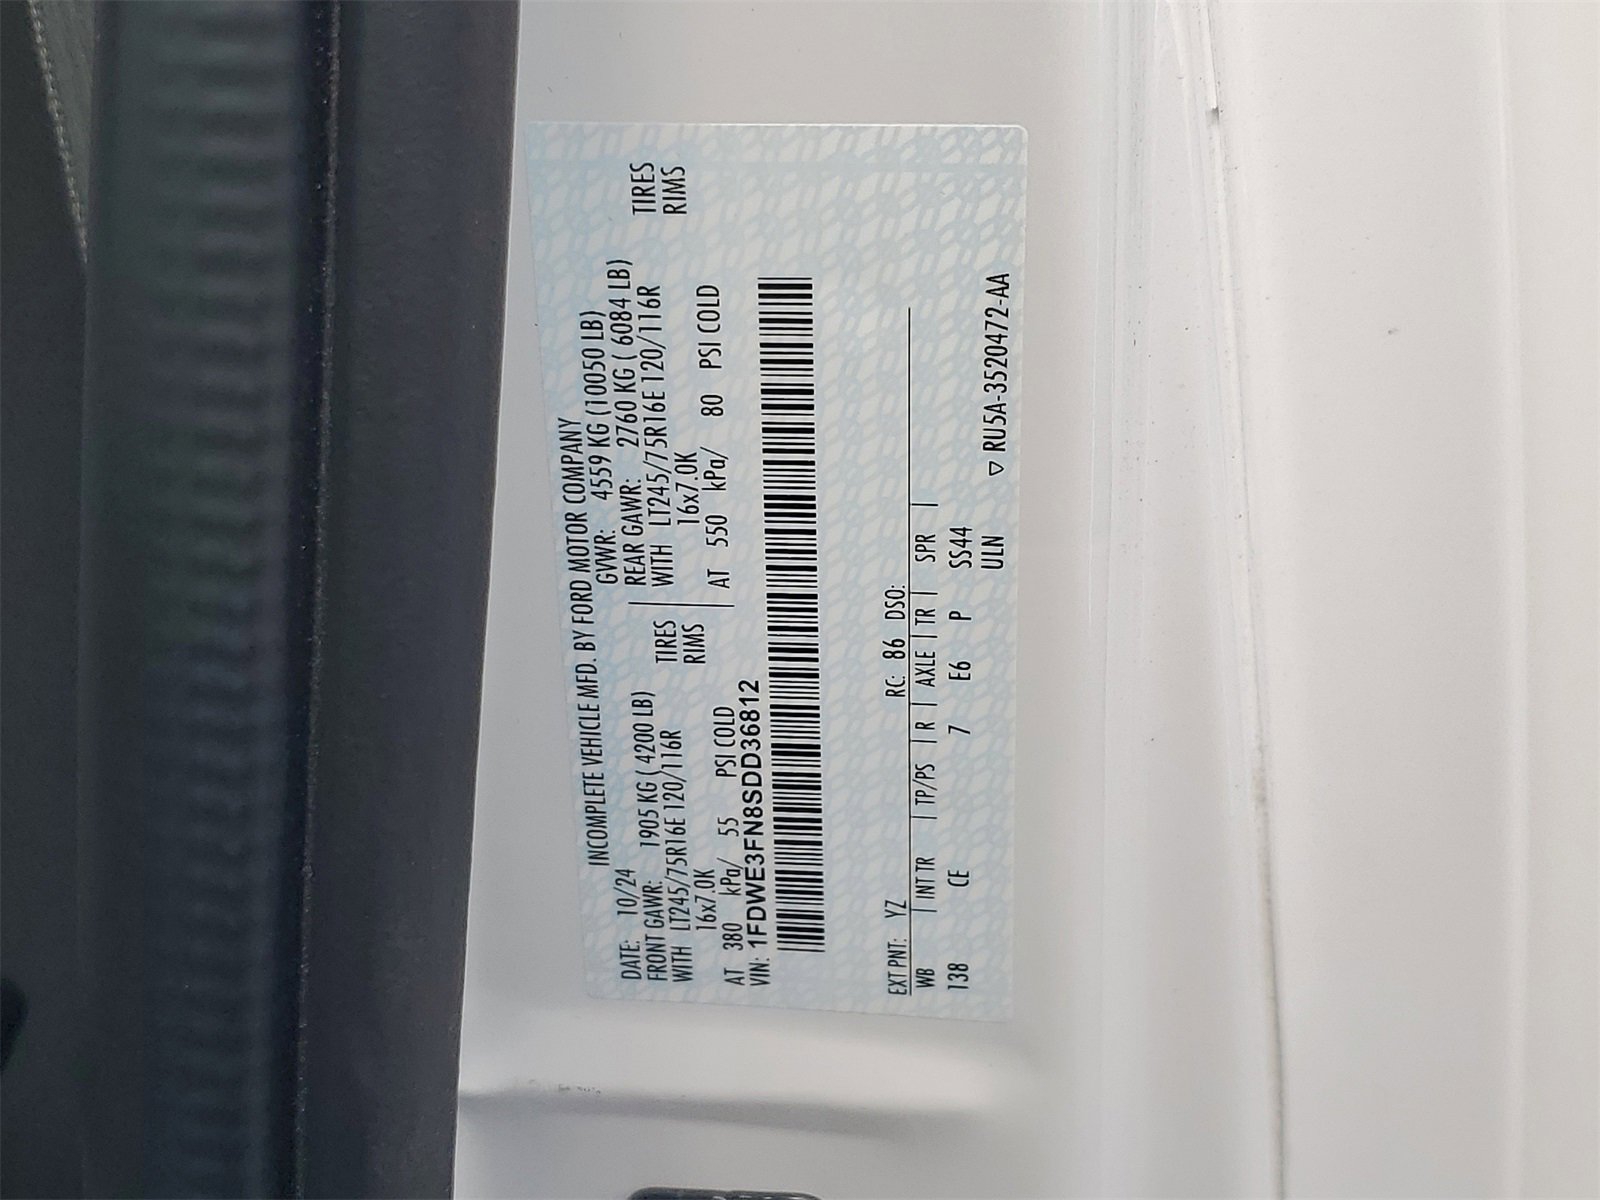 INCOMPLETE VEHICLE MFD. BY FORD MOTOR COMPANY
DATE: 10/24 GVWR: 4559 KG (10050 LB)
FRONT GAWR: 1905 KG ( 4200 LB) REAR GAWR: 2760 KG ( 6084 LB)
WITH LT245/75R16E 120/116R TIRES WITH LT245/75R16E 120/116R TIRES
16x7.0K RIMS 16x7.0K RIMS
AT 380 kPa/ 55 PSI COLD AT 550 kPa/ 80 PSI COLD
VIN: 1FDWE3FN8SDD36812
EXT PNT: YZ RC: 86 DSO:
WB | INT TR | TP/PS | R | AXLE | TR | SPR |
138 CE 7 E6 P SS44
ULN ▽ RU5A-3520472-AA